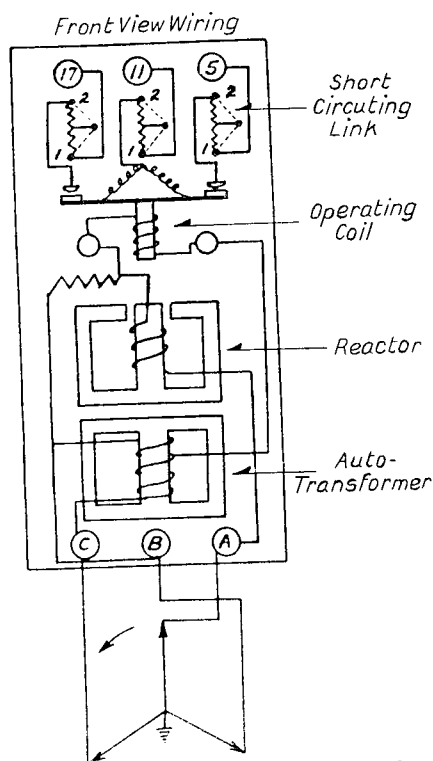 Front View Wiring
17 11 5
2 2 2
1 1 1
Short
Circuting
Link
Operating
Coil
Reactor
Auto-
Transformer
C B A